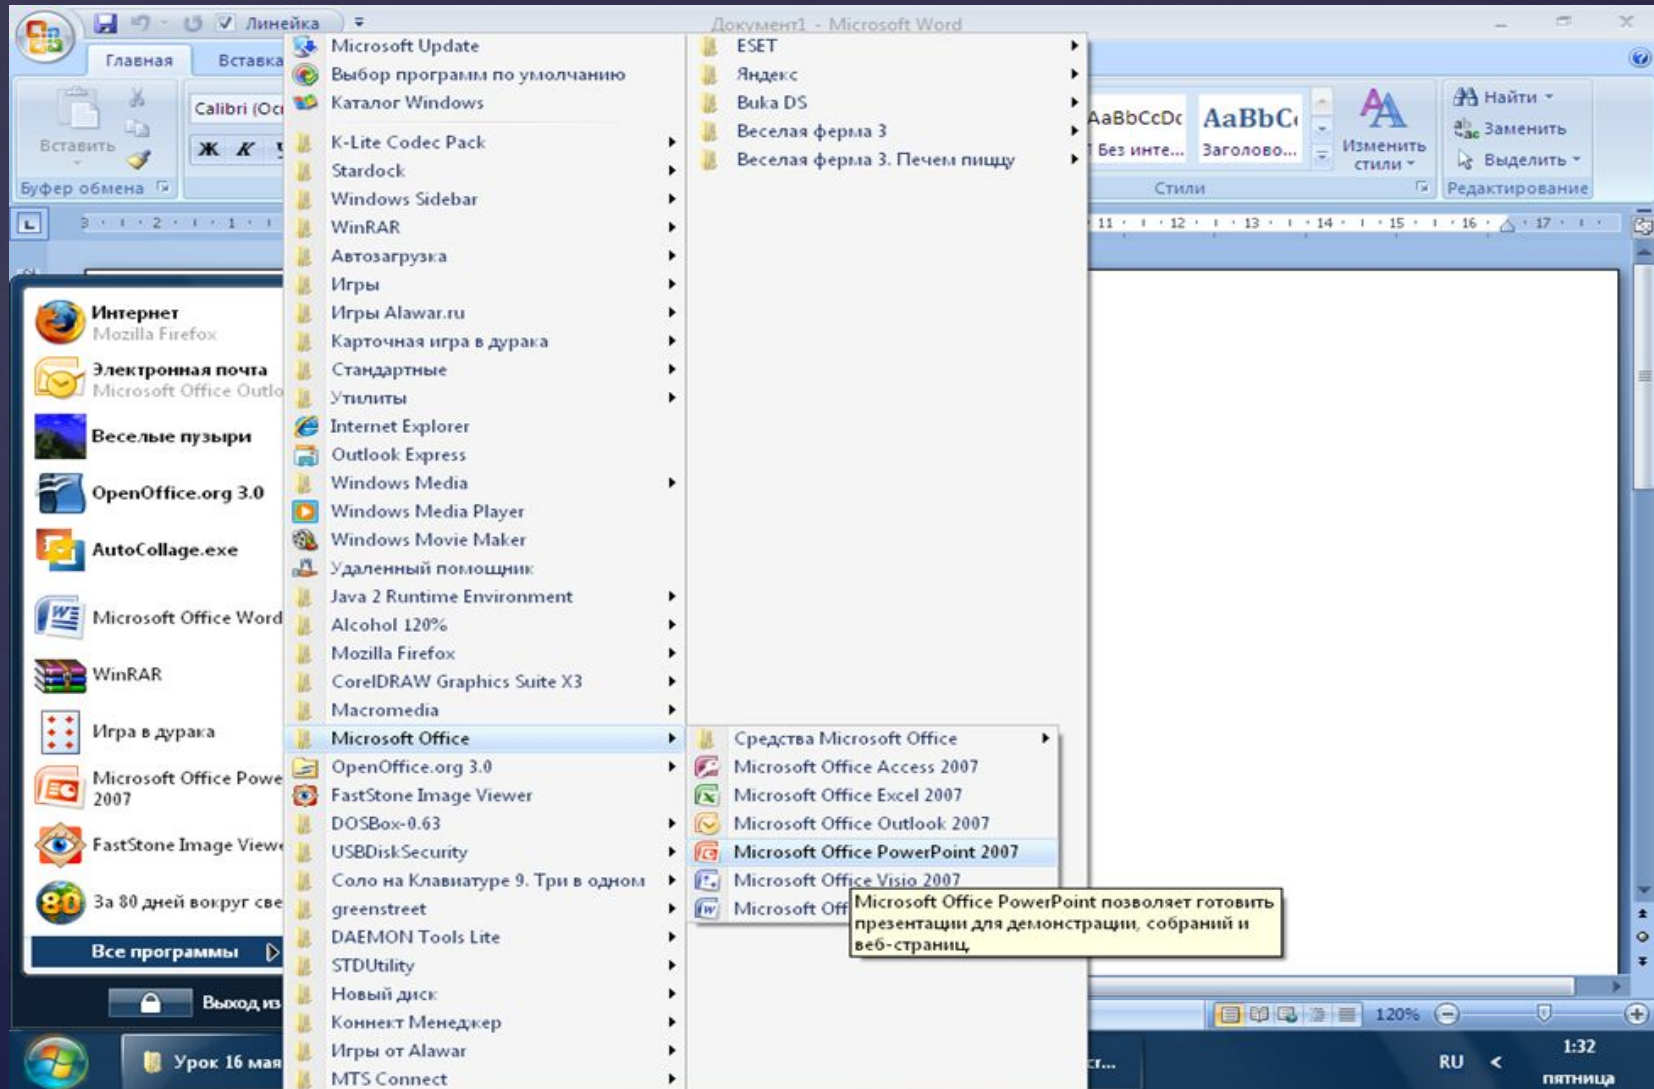 Линейка
Документ1 - Microsoft Word
Главная
Вставка
Вставить
Буфер обмена
Calibri
Ж К
AaBbCcDc
AaBbC
Без инте...
Заголово...
Изменить
стили
Стили
Найти
Заменить
Выделить
Редактирование
3 2 1
11 12 13 14 15 16 17
Интернет
Mozilla Firefox
Электронная почта
Microsoft Office
Веселые пузыри
OpenOffice.org 3.0
AutoCollage.exe
Microsoft Office Word
WinRAR
Игра в дурака
Microsoft Office Powe
2007
FastStone Image Viewe
За 80 дней вокруг све
Все программы
Выход из
Microsoft Update
Выбор программ по умолчанию
Каталог Windows
K-Lite Codec Pack
Stardock
Windows Sidebar
WinRAR
Автозагрузка
Игры
Игры Alawar.ru
Карточная игра в дурака
Стандартные
Утилиты
Internet Explorer
Outlook Express
Windows Media
Windows Media Player
Windows Movie Maker
Удаленный помощник
Java 2 Runtime Environment
Alcohol 120%
Mozilla Firefox
CorelDRAW Graphics Suite X3
Macromedia
Microsoft Office
OpenOffice.org 3.0
FastStone Image Viewer
DOSBox-0.63
USBDiskSecurity
Соло на Клавиатуре 9. Три в одном
greenstreet
DAEMON Tools Lite
STDUtility
Новый диск
Коннект Менеджер
Игры от Alawar
MTS Connect
ESET
Яндекс
Buka DS
Веселая ферма 3
Веселая ферма 3. Печем пиццу
Средства Microsoft Office
Microsoft Office Access 2007
Microsoft Office Excel 2007
Microsoft Office Outlook 2007
Microsoft Office PowerPoint 2007
Microsoft Office Visio 2007
Microsoft Off
Microsoft Office PowerPoint позволяет готовить
презентации для демонстрации, собраний и
веб-страниц.
120%
Урок 16 мая
RU <
1:32
пятница